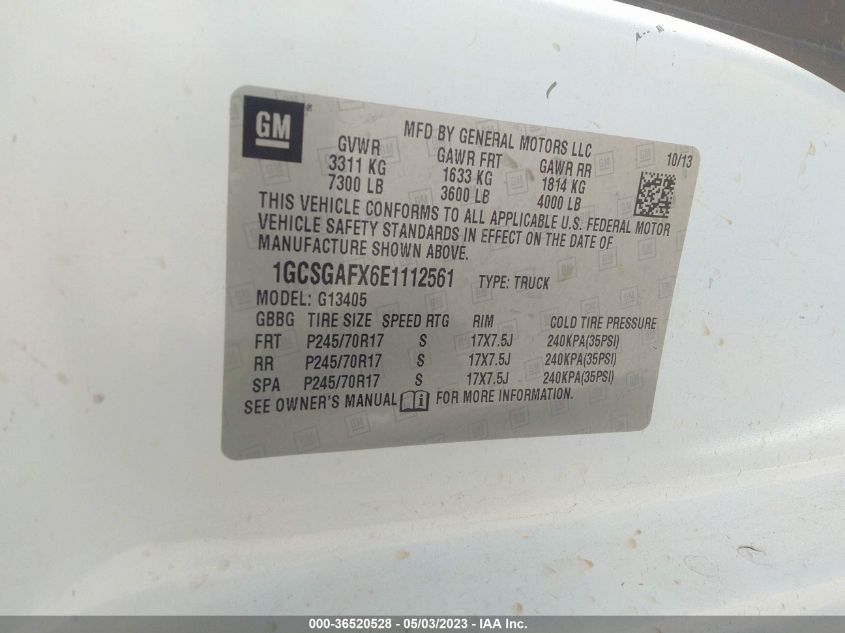 GM
MFD BY GENERAL MOTORS LLC
10/13
GVWR GAWR FRT GAWR RR
3311 KG 1633 KG 1814 KG
7300 LB 3600 LB 4000 LB
THIS VEHICLE CONFORMS TO ALL APPLICABLE U.S. FEDERAL MOTOR
VEHICLE SAFETY STANDARDS IN EFFECT ON THE DATE OF
MANUFACTURE SHOWN ABOVE.
1GCSGAFX6E1112561 TYPE: TRUCK
MODEL: G13405
GBBG TIRE SIZE SPEED RTG RIM COLD TIRE PRESSURE
FRT P245/70R17 S 17X7.5J 240KPA(35PSI)
RR P245/70R17 S 17X7.5J 240KPA(35PSI)
SPA P245/70R17 S 17X7.5J 240KPA(35PSI)
SEE OWNER'S MANUAL i FOR MORE INFORMATION.
000-36520528 - 05/03/2023 - IAA Inc.